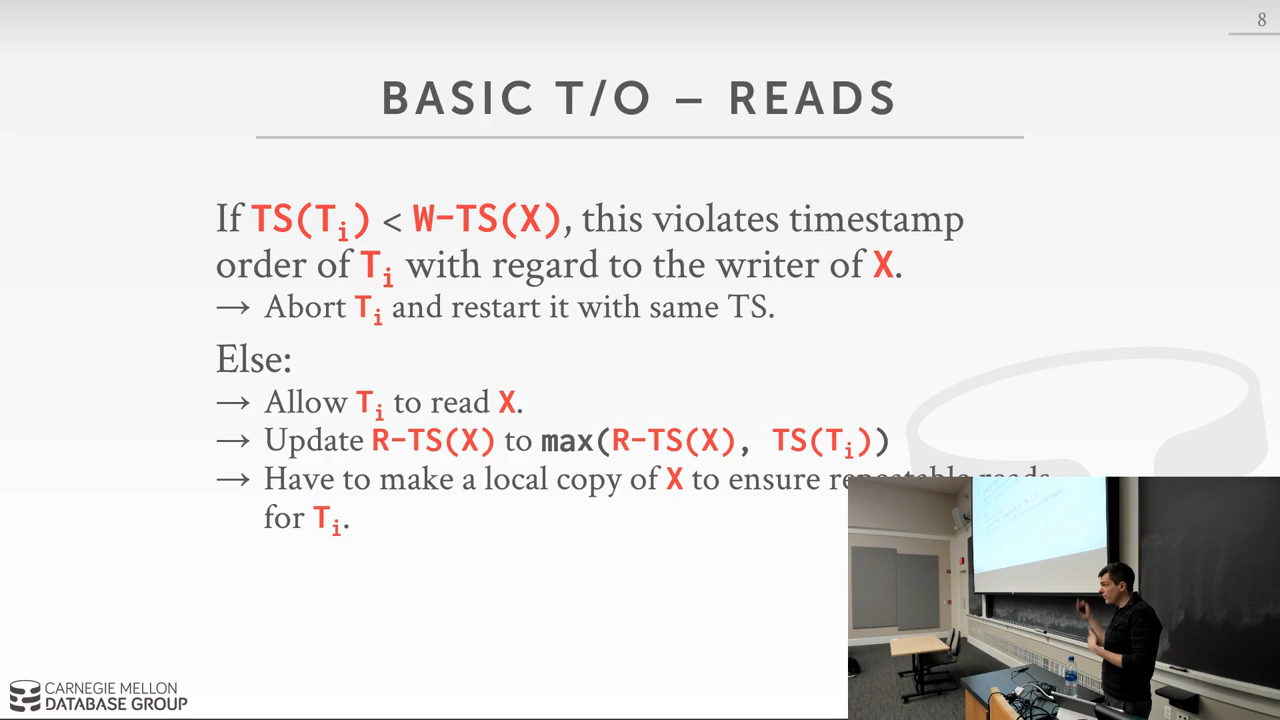 8
BASIC T/O – READS
If TS(Ti) < W-TS(X), this violates timestamp
order of Ti with regard to the writer of X.
→ Abort Ti and restart it with same TS.
Else:
→ Allow Ti to read X.
→ Update R-TS(X) to max(R-TS(X), TS(Ti))
→ Have to make a local copy of X to ensure repeatable reads
for Ti.
CARNEGIE MELLON
DATABASE GROUP